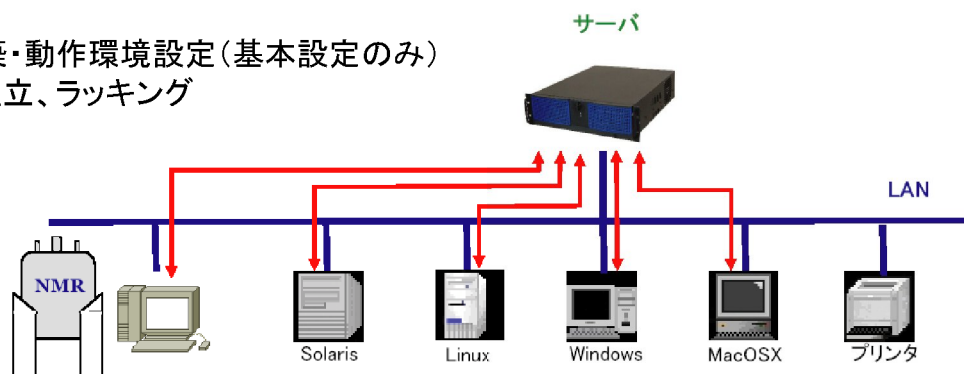 サーバ
・動作環境設定(基本設定のみ)
立、ラッキング
LAN
NMR
Solaris
Linux
Windows
MacOSX
プリンタ